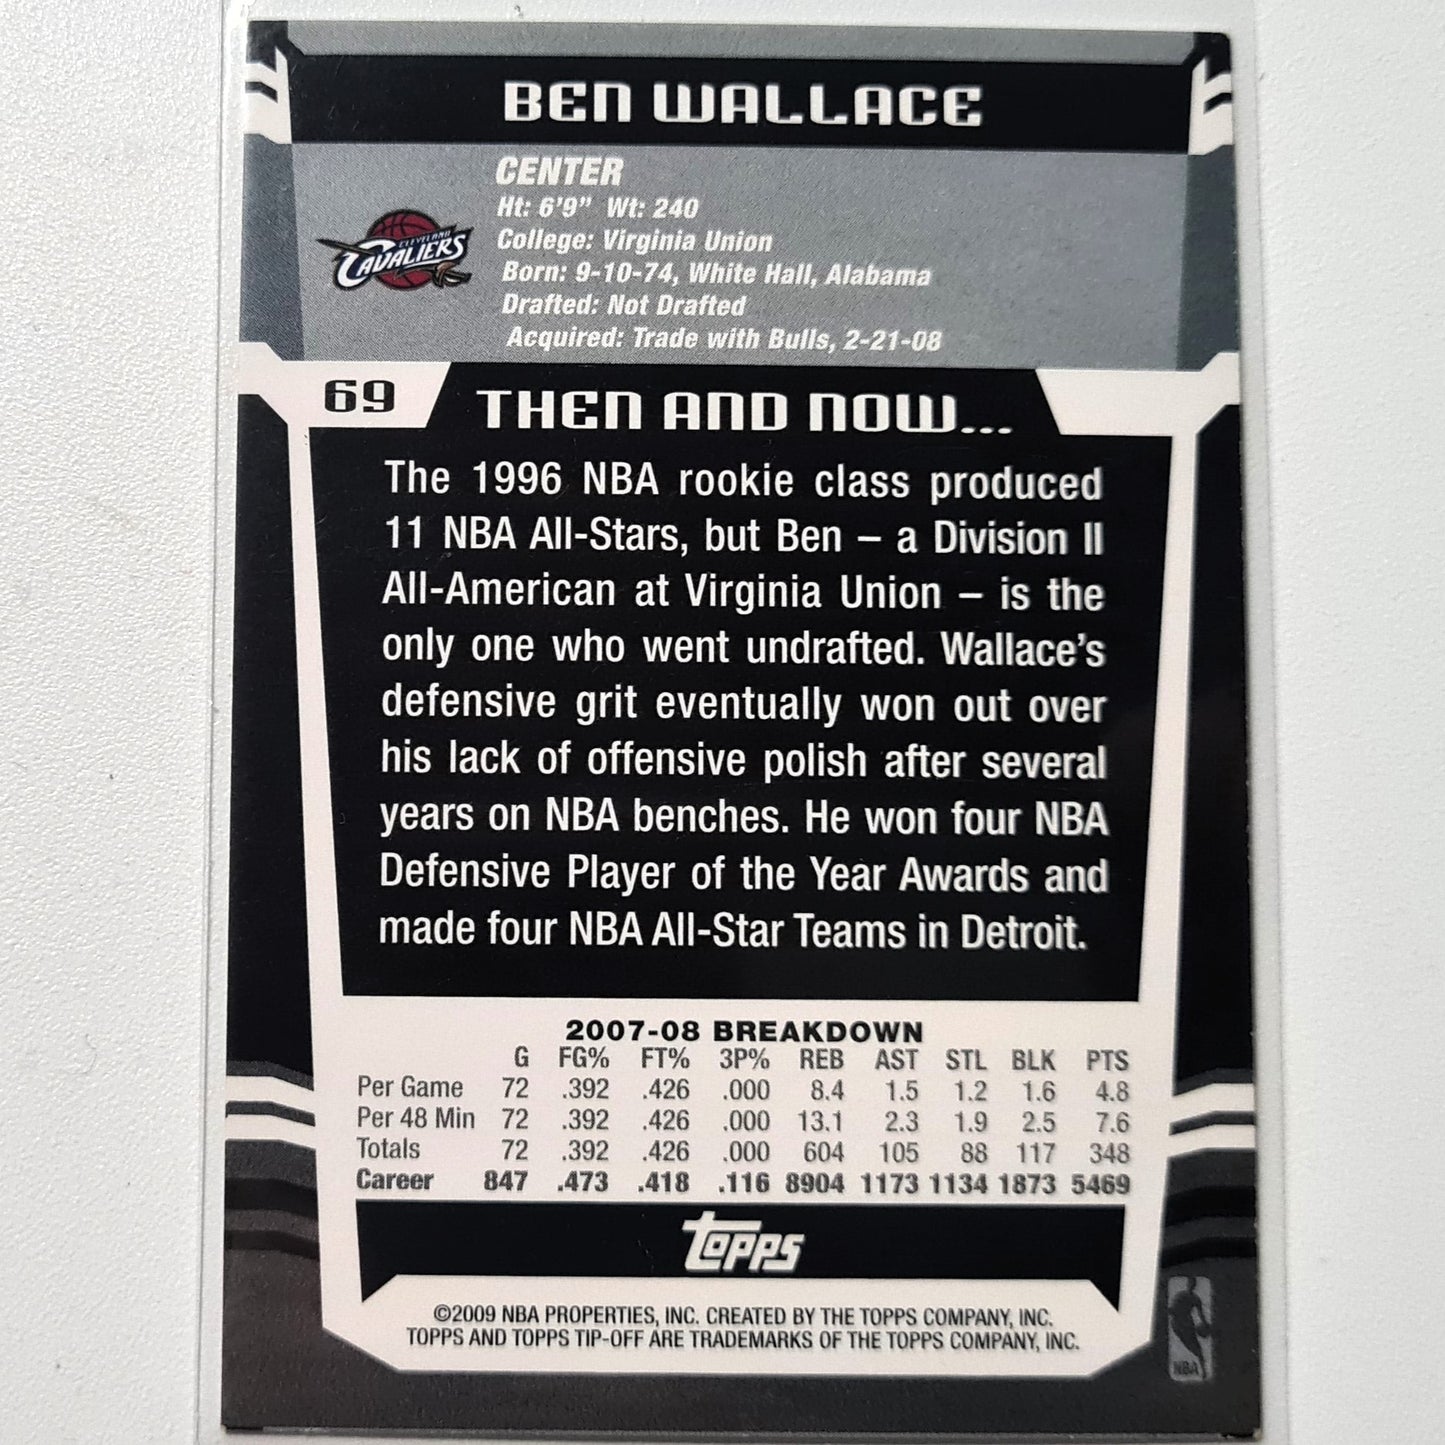 BEN WALLACE
CENTER
Ht: 6'9" Wt: 240
College: Virginia Union
Born: 9-10-74, White Hall, Alabama
Drafted: Not Drafted
Acquired: Trade with Bulls, 2-21-08
CLEVELAND
CAVALIERS
69
THEN AND NOW...
The 1996 NBA rookie class produced
11 NBA All-Stars, but Ben – a Division II
All-American at Virginia Union – is the
only one who went undrafted. Wallace's
defensive grit eventually won out over
his lack of offensive polish after several
years on NBA benches. He won four NBA
Defensive Player of the Year Awards and
made four NBA All-Star Teams in Detroit.
2007-08 BREAKDOWN
G FG% FT% 3P% REB AST STL BLK PTS
Per Game 72 .392 .426 .000 8.4 1.5 1.2 1.6 4.8
Per 48 Min 72 .392 .426 .000 13.1 2.3 1.9 2.5 7.6
Totals 72 .392 .426 .000 604 105 88 117 348
Career 847 .473 .418 .116 8904 1173 1134 1873 5469
topps
©2009 NBA PROPERTIES, INC. CREATED BY THE TOPPS COMPANY, INC.
TOPPS AND TOPPS TIP-OFF ARE TRADEMARKS OF THE TOPPS COMPANY, INC.
NBA